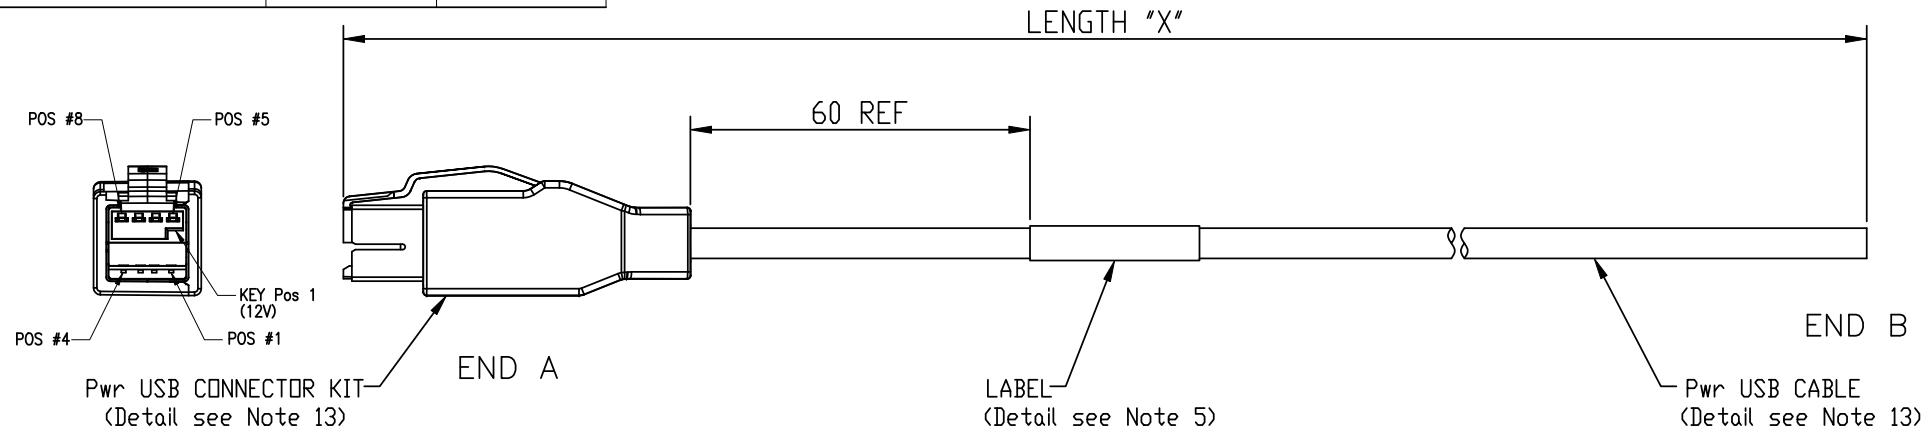 LENGTH "X"
60 REF
POS #8
POS #5
KEY Pos 1
(12V)
POS #4
POS #1
END A
END B
Pwr USB CONNECTOR KIT
(Detail see Note 13)
LABEL
(Detail see Note 5)
Pwr USB CABLE
(Detail see Note 13)